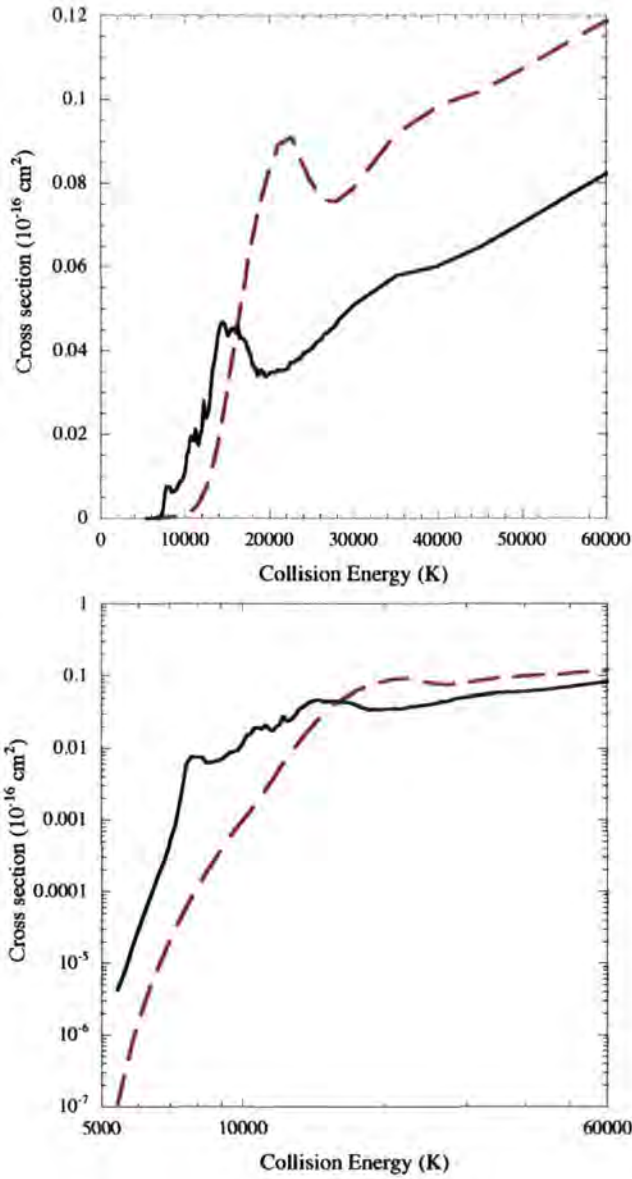 0.12
0.1
0.08
0.06
0.04
0.02
0
Cross section (10⁻¹⁶ cm²)
0 10000 20000 30000 40000 50000 60000
Collision Energy (K)
1
0.1
0.01
0.001
0.0001
10⁻⁵
10⁻⁶
10⁻⁷
Cross section (10⁻¹⁶ cm²)
5000 10000 60000
Collision Energy (K)